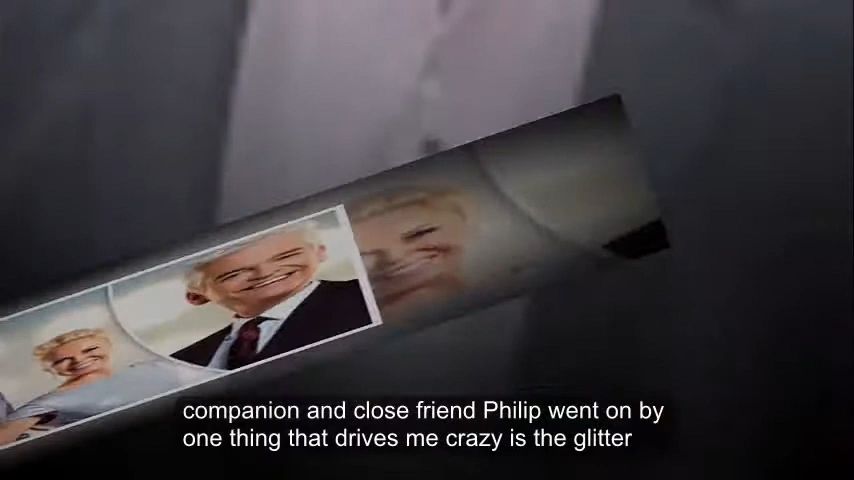 companion and close friend Philip went on by
one thing that drives me crazy is the glitter